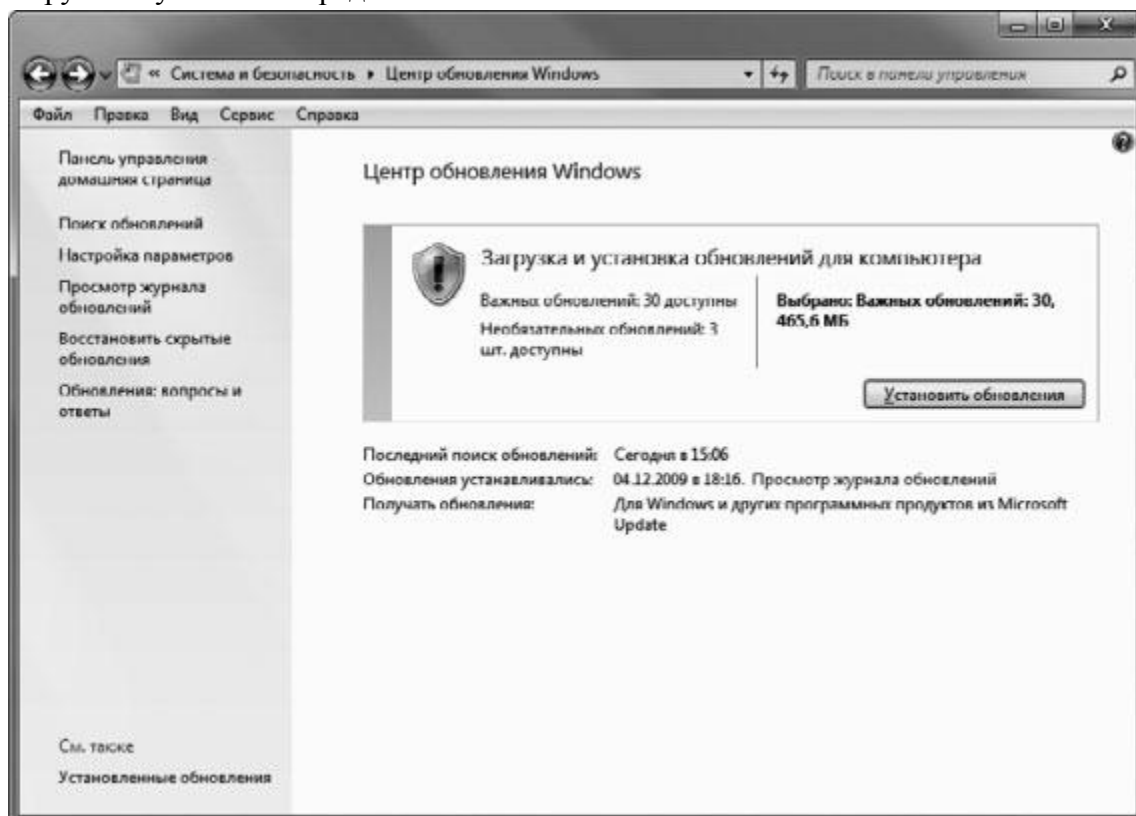 « Система и безопасность ▸ Центр обновления Windows
Поиск в панели управления
Файл Правка Вид Сервис Справка
Панель управления
домашняя страница
Поиск обновлений
Настройка параметров
Просмотр журнала
обновлений
Восстановить скрытые
обновления
Обновления: вопросы и
ответы
Центр обновления Windows
Загрузка и установка обновлений для компьютера
Важных обновлений: 30 доступны
Необязательных обновлений: 3
шт. доступны
Выбрано: Важных обновлений: 30,
465,6 МБ
Установить обновления
Последний поиск обновлений: Сегодня в 15:06
Обновления устанавливались: 04.12.2009 в 18:16. Просмотр журнала обновлений
Получать обновления: Для Windows и других программных продуктов из Microsoft
Update
См. также
Установленные обновления